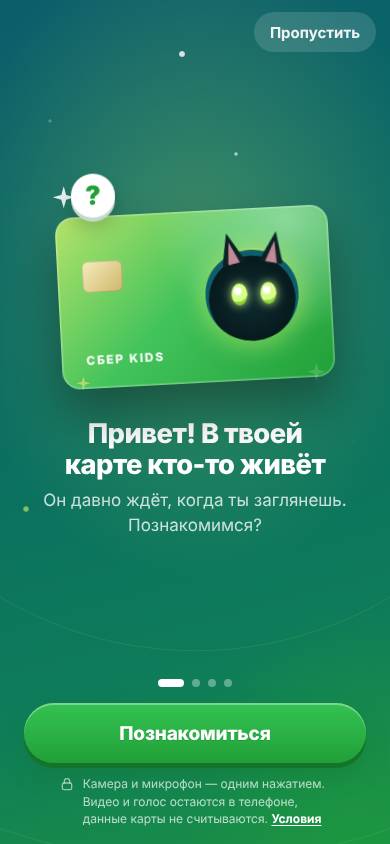 Пропустить
?
СБЕР KIDS
Привет! В твоей
карте кто-то живёт
Он давно ждёт, когда ты заглянешь.
Познакомимся?
Познакомиться
Камера и микрофон — одним нажатием.
Видео и голос остаются в телефоне,
данные карты не считываются. Условия